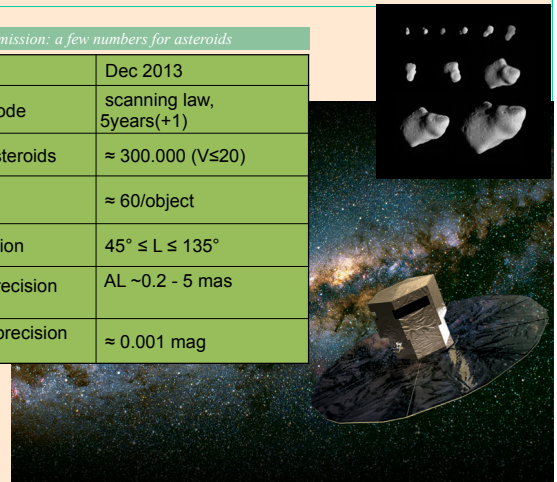 mission: a few numbers for asteroids
Dec 2013
ode
scanning law,
5years(+1)
steroids
≈ 300.000 (V≤20)
≈ 60/object
ion
45° ≤ L ≤ 135°
recision
AL ~0.2 - 5 mas
precision
≈ 0.001 mag